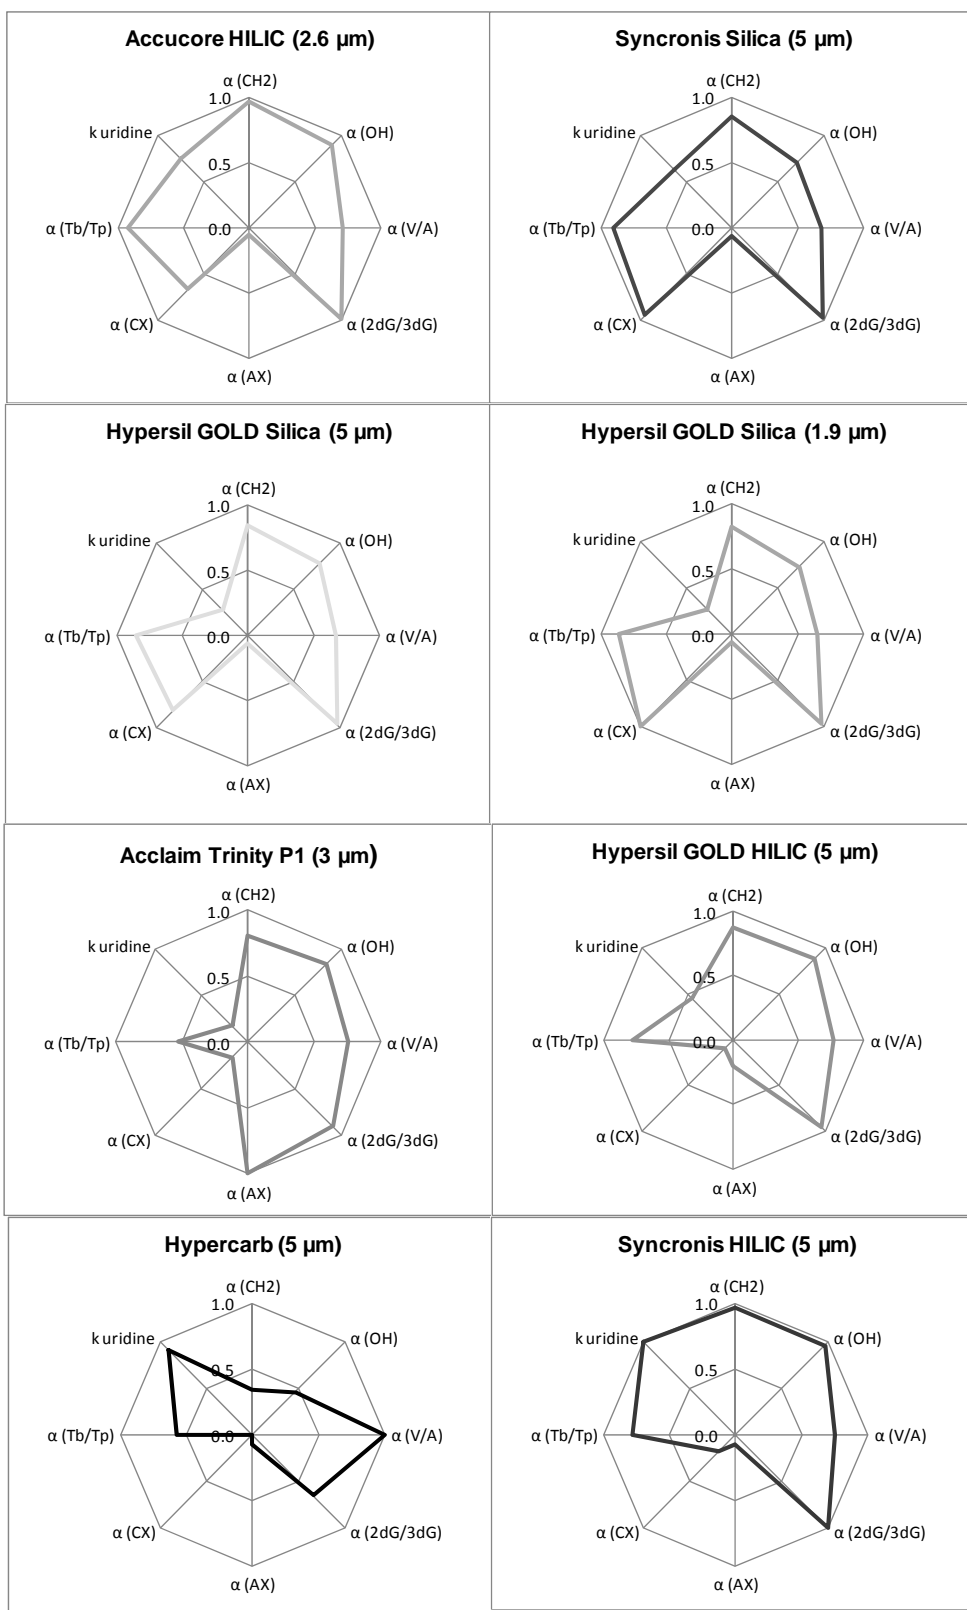 Accucore HILIC (2.6 µm)
α (CH2)
1.0
k uridine
α (OH)
0.5
α (Tb/Tp)
0.0
α (V/A)
α (CX)
α (2dG/3dG)
α (AX)
Syncronis Silica (5 µm)
α (CH2)
1.0
k uridine
α (OH)
0.5
α (Tb/Tp)
0.0
α (V/A)
α (CX)
α (2dG/3dG)
α (AX)
Hypersil GOLD Silica (5 µm)
α (CH2)
1.0
k uridine
α (OH)
0.5
α (Tb/Tp)
0.0
α (V/A)
α (CX)
α (2dG/3dG)
α (AX)
Hypersil GOLD Silica (1.9 µm)
α (CH2)
1.0
k uridine
α (OH)
0.5
α (Tb/Tp)
0.0
α (V/A)
α (CX)
α (2dG/3dG)
α (AX)
Acclaim Trinity P1 (3 µm)
α (CH2)
1.0
k uridine
α (OH)
0.5
α (Tb/Tp)
0.0
α (V/A)
α (CX)
α (2dG/3dG)
α (AX)
Hypersil GOLD HILIC (5 µm)
α (CH2)
1.0
k uridine
α (OH)
0.5
α (Tb/Tp)
0.0
α (V/A)
α (CX)
α (2dG/3dG)
α (AX)
Hypercarb (5 µm)
α (CH2)
1.0
k uridine
α (OH)
0.5
α (Tb/Tp)
0.0
α (V/A)
α (CX)
α (2dG/3dG)
α (AX)
Syncronis HILIC (5 µm)
α (CH2)
1.0
k uridine
α (OH)
0.5
α (Tb/Tp)
0.0
α (V/A)
α (CX)
α (2dG/3dG)
α (AX)